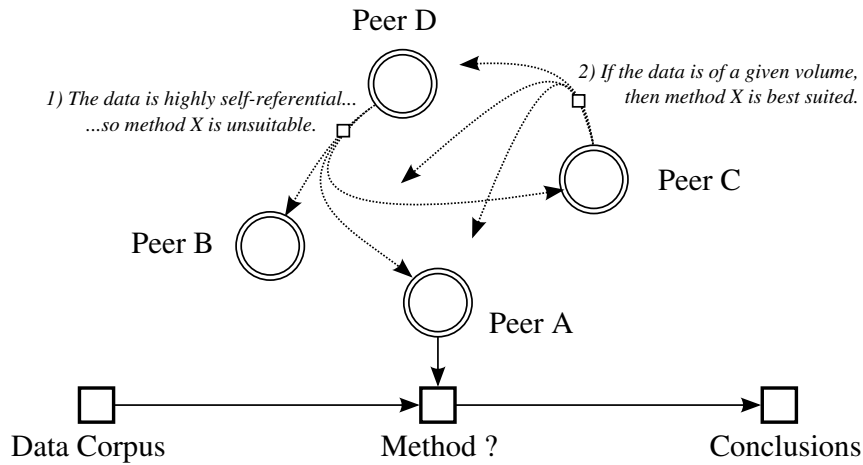 Peer D
1) The data is highly self-referential...
...so method X is unsuitable.
2) If the data is of a given volume,
then method X is best suited.
Peer C
Peer B
Peer A
Data Corpus
Method ?
Conclusions